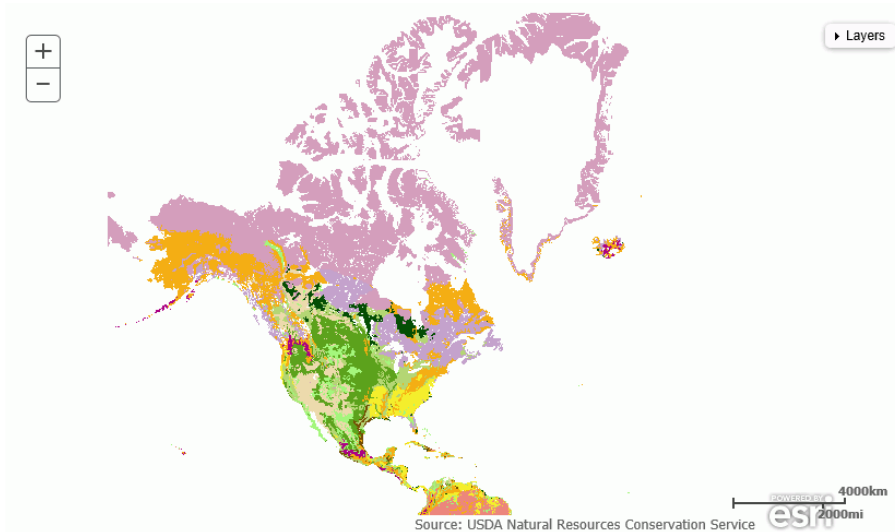 +
▸ Layers
−
4000km
POWERED BY
esri
2000mi
Source: USDA Natural Resources Conservation Service